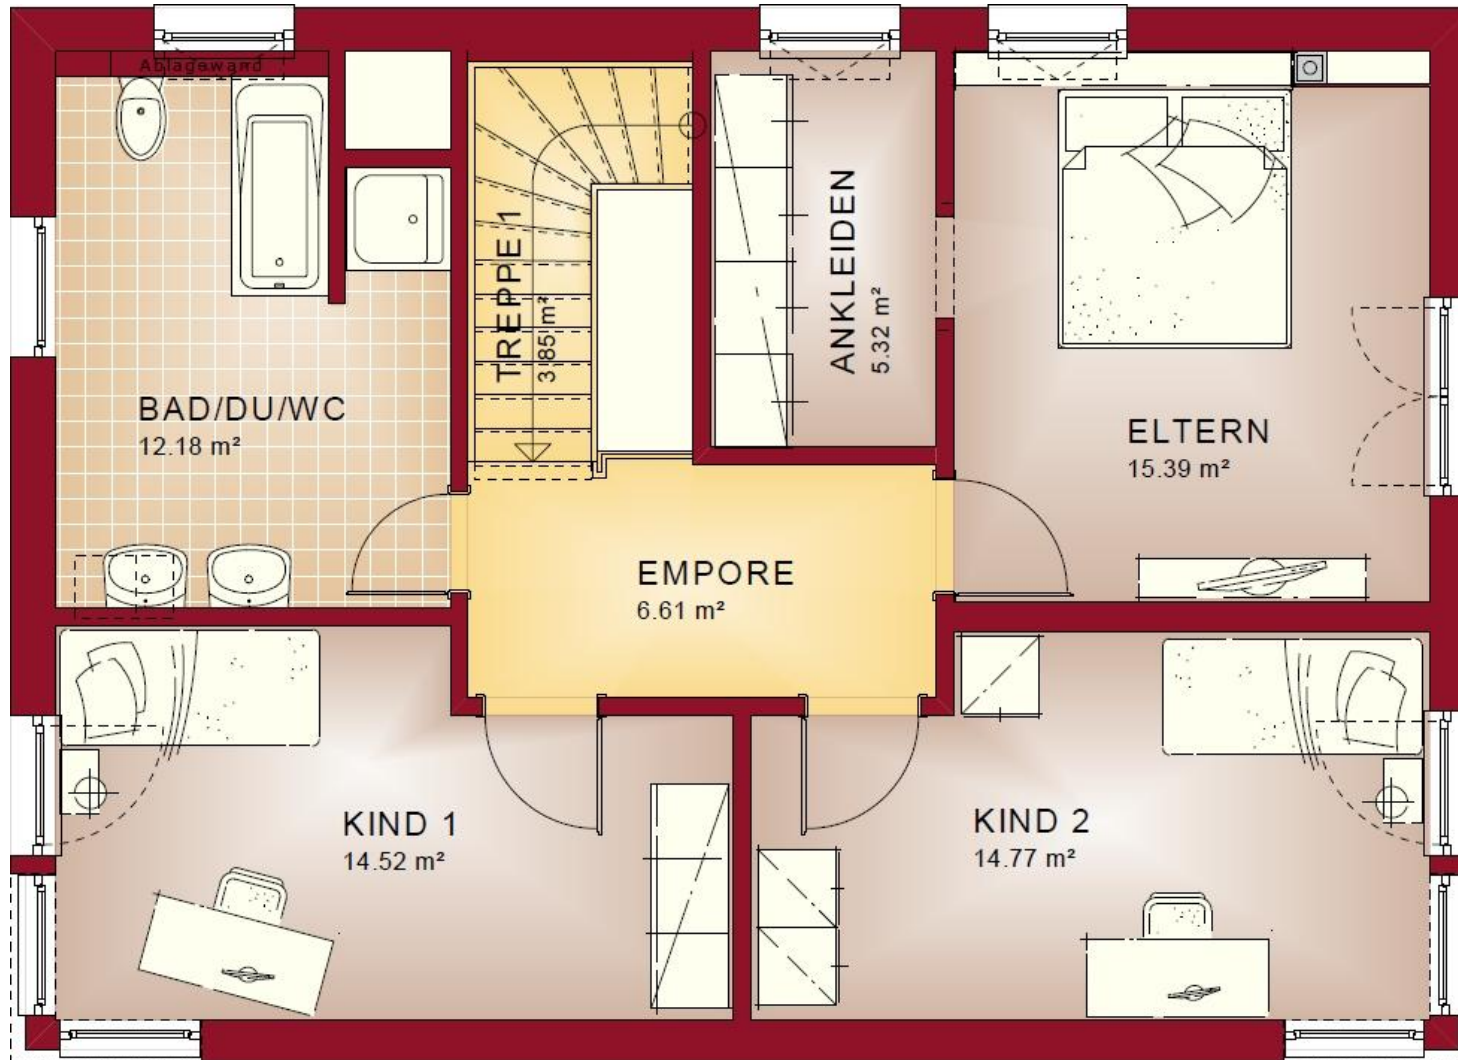 Ablagewand
TREPPE 1
3.85 m²
ANKLEIDEN
5.32 m²
BAD/DU/WC
12.18 m²
ELTERN
15.39 m²
EMPORE
6.61 m²
KIND 1
14.52 m²
KIND 2
14.77 m²